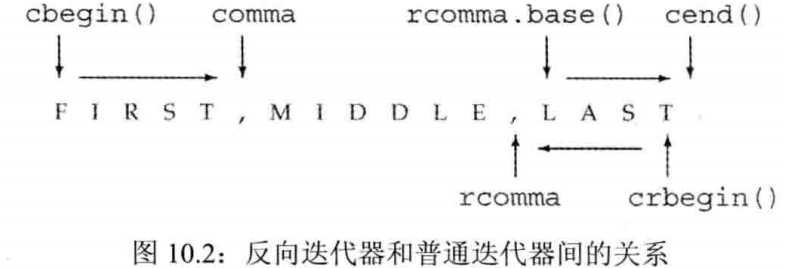 cbegin() comma rcomma.base() cend()
F I R S T , M I D D L E , L A S T
rcomma crbegin()
图 10.2：反向迭代器和普通迭代器间的关系